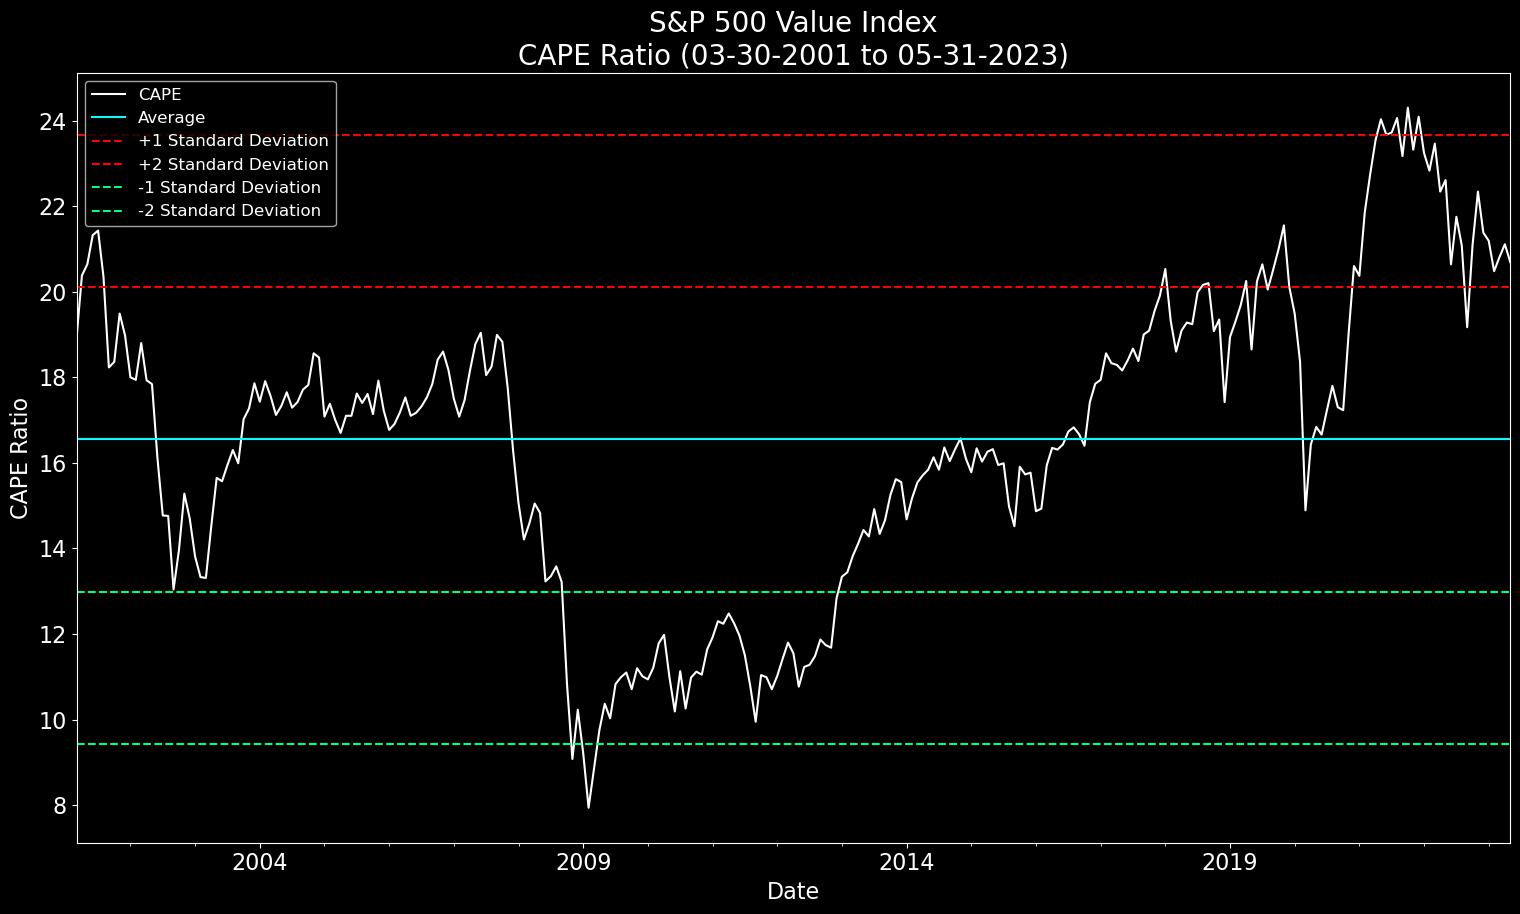 S&P 500 Value Index
CAPE Ratio (03-30-2001 to 05-31-2023)
CAPE
Average
+1 Standard Deviation
+2 Standard Deviation
-1 Standard Deviation
-2 Standard Deviation
CAPE Ratio
24
22
20
18
16
14
12
10
8
2004
2009
2014
2019
Date